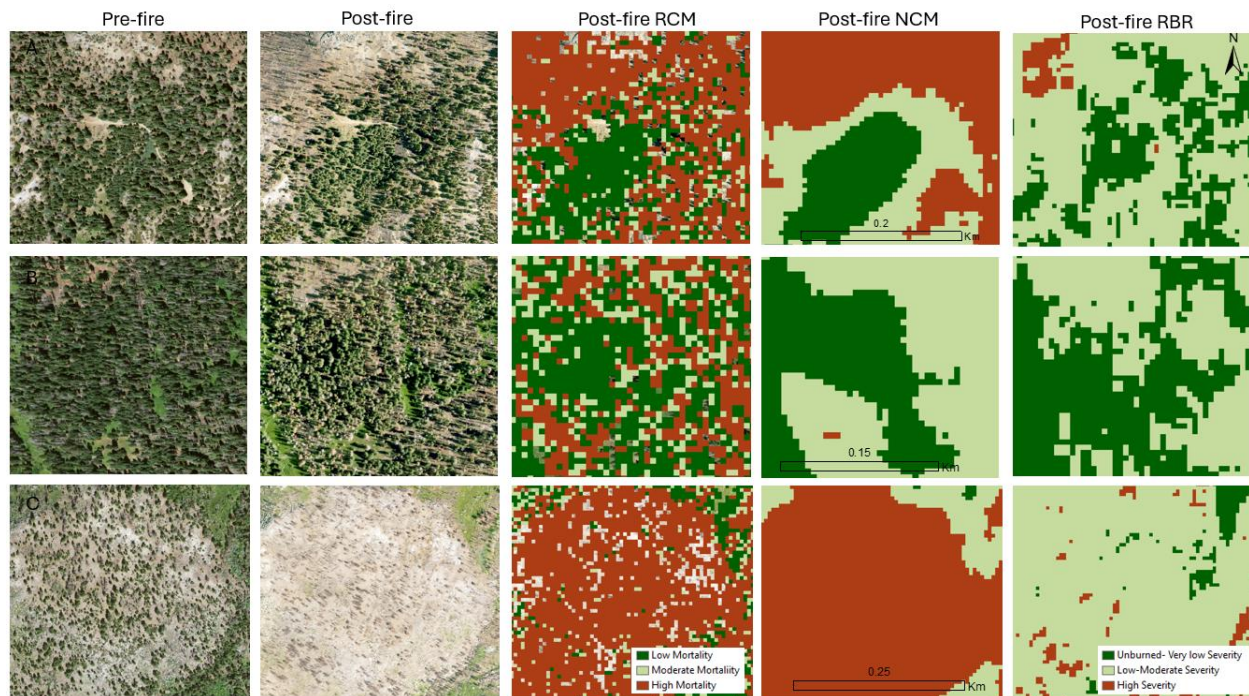 Pre-fire
Post-fire
Post-fire RCM
Post-fire NCM
Post-fire RBR
A
N
0.2
Km
B
0.15
Km
C
Low Mortality
Moderate Mortaliity
High Mortality
0.25
Km
Unburned- Very low Severity
Low-Moderate Severity
High Severity